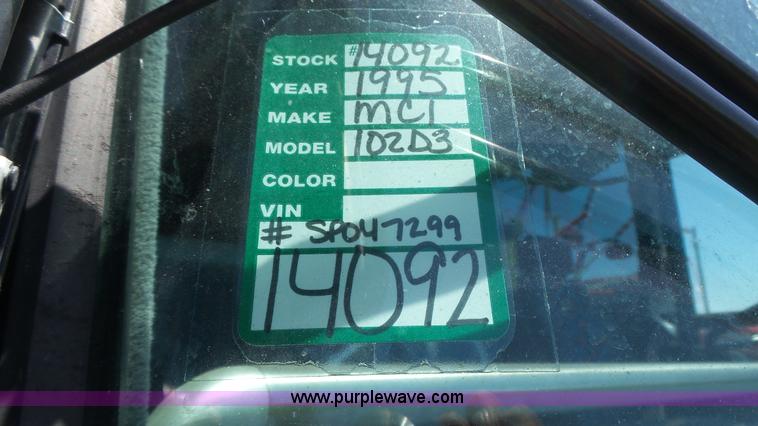 STOCK #14092
YEAR 1995
MAKE MCI
MODEL 102D3
COLOR
VIN
# SP047299
14092
www.purplewave.com